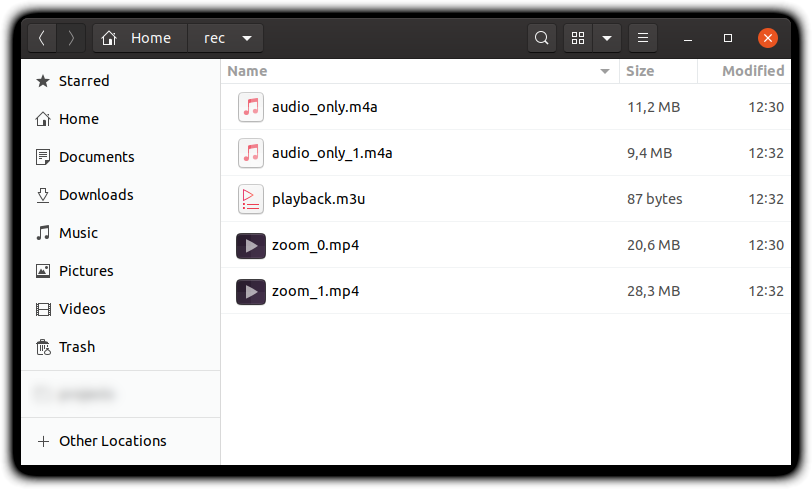 Home rec
Name Size Modified
Starred
Home
Documents
Downloads
Music
Pictures
Videos
Trash
Other Locations
audio_only.m4a 11,2 MB 12:30
audio_only_1.m4a 9,4 MB 12:32
playback.m3u 87 bytes 12:32
zoom_0.mp4 20,6 MB 12:30
zoom_1.mp4 28,3 MB 12:32